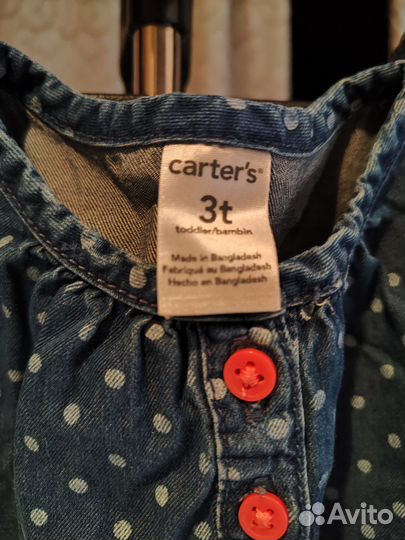 carter's®
3t
toddler/bambin
Made in Bangladesh
Fabriqué au Bangladesh
Hecho en Bangladesh
Avito